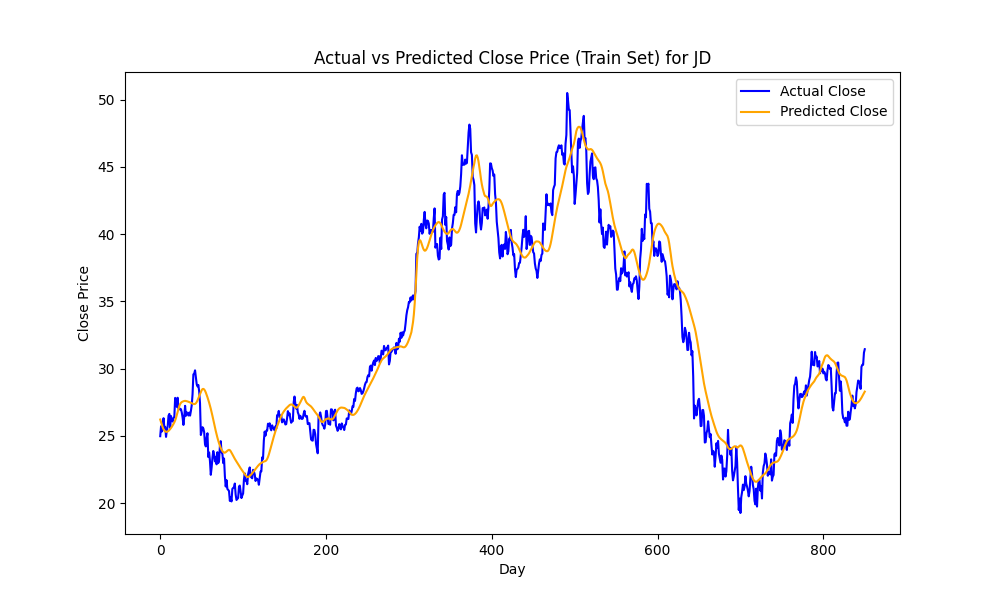 Actual vs Predicted Close Price (Train Set) for JD
Actual Close
Predicted Close
Close Price
50
45
40
35
30
25
20
0 200 400 600 800
Day